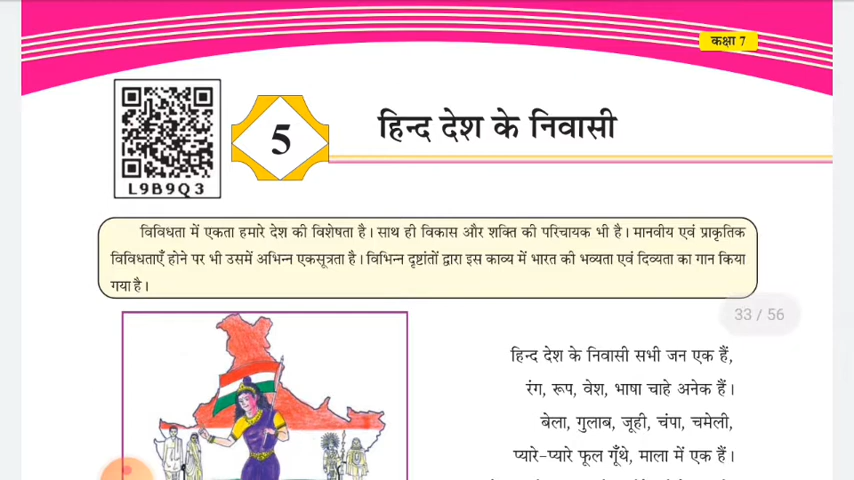 कक्षा 7
L9B9Q3
5
हिन्द देश के निवासी
विविधता में एकता हमारे देश की विशेषता है। साथ ही विकास और शक्ति की परिचायक भी है। मानवीय एवं प्राकृतिक
विविधताएँ होने पर भी उसमें अभिन्न एकसूत्रता है। विभिन्न दृष्टांतों द्वारा इस काव्य में भारत की भव्यता एवं दिव्यता का गान किया
गया है।
33 / 56
हिन्द देश के निवासी सभी जन एक हैं,
रंग, रूप, वेश, भाषा चाहे अनेक हैं।
बेला, गुलाब, जूही, चंपा, चमेली,
प्यारे-प्यारे फूल गूँथे, माला में एक हैं।